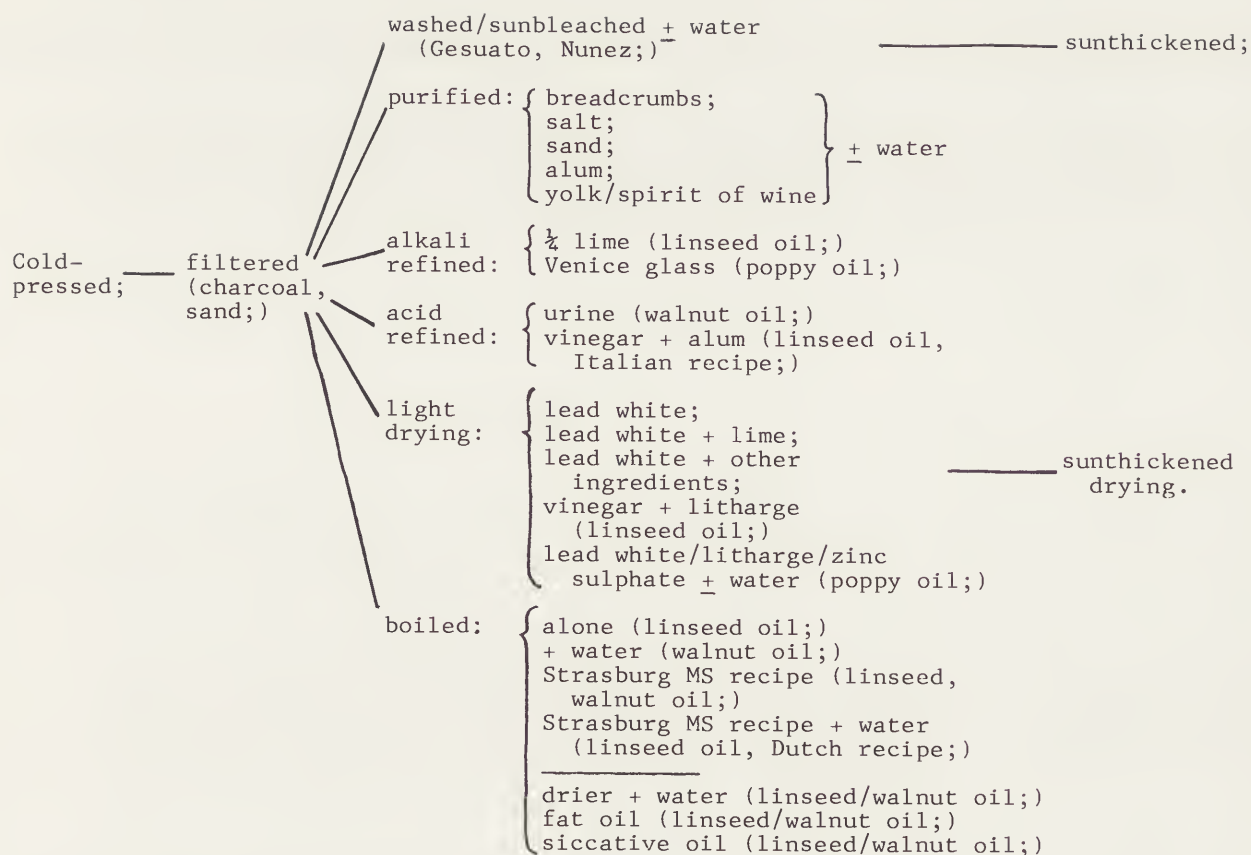 washed/sunbleached ± water
(Gesuato, Nunez;)
sunthickened;
purified:
breadcrumbs;
salt;
sand;
alum;
yolk/spirit of wine
± water
Cold-
pressed;
filtered
(charcoal,
sand;)
alkali
refined:
¼ lime (linseed oil;)
Venice glass (poppy oil;)
acid
refined:
urine (walnut oil;)
vinegar + alum (linseed oil,
Italian recipe;)
light
drying:
lead white;
lead white + lime;
lead white + other
ingredients;
vinegar + litharge
(linseed oil;)
lead white/litharge/zinc
sulphate ± water (poppy oil;)
sunthickened
drying.
boiled:
alone (linseed oil;)
+ water (walnut oil;)
Strasburg MS recipe (linseed,
walnut oil;)
Strasburg MS recipe + water
(linseed oil, Dutch recipe;)
drier + water (linseed/walnut oil;)
fat oil (linseed/walnut oil;)
siccative oil (linseed/walnut oil;)